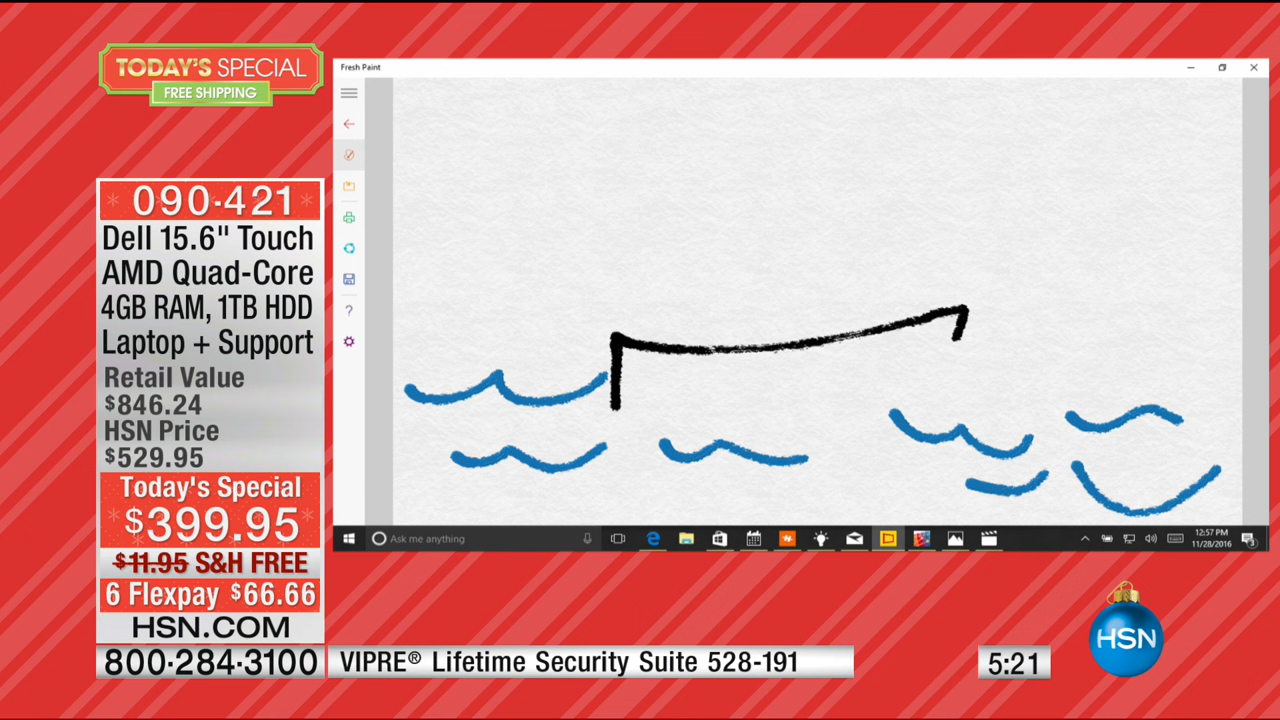 TODAY'S SPECIAL
FREE SHIPPING
090·421
Dell 15.6" Touch
AMD Quad-Core
4GB RAM, 1TB HDD
Laptop + Support
Retail Value
$846.24
HSN Price
$529.95
Today's Special
$399.95
$11.95 S&H FREE
6 Flexpay $66.66
HSN.COM
800·284·3100
Fresh Paint
?
Ask me anything
12:57 PM
11/28/2016
3
VIPRE® Lifetime Security Suite 528-191
5:21
HSN